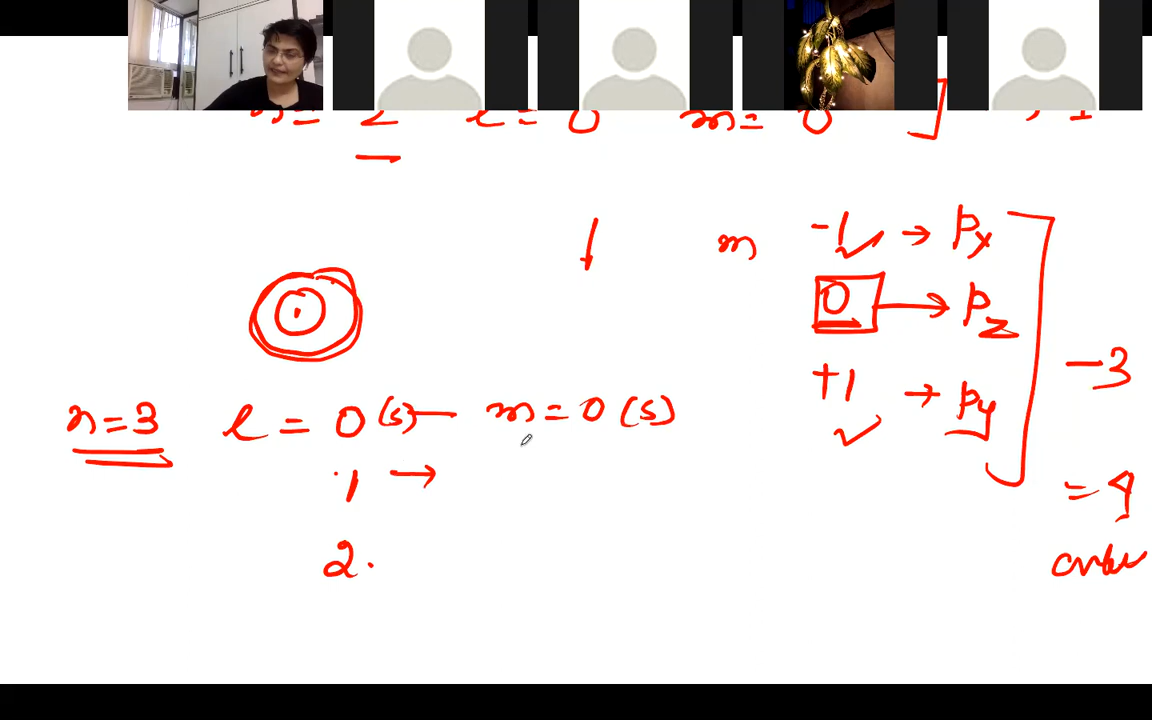 n = 2 l = 0 m = 0 ]
m -1 → px
0 → pz
+1 → py
- 3
= 4
n = 3 l = 0 (s) — m = 0 (s)
1 →
2.